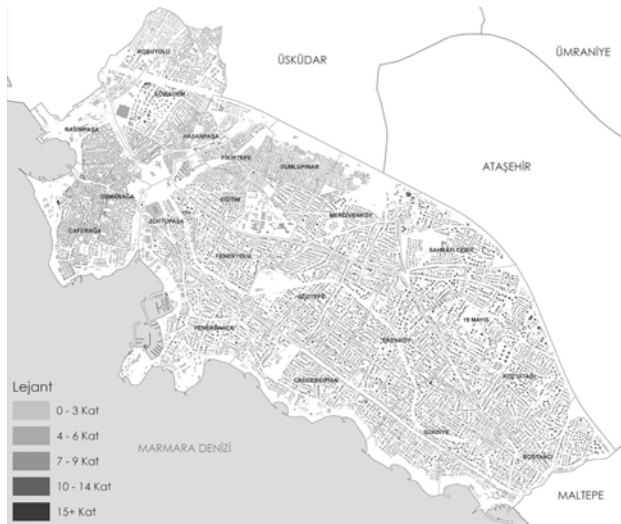 KOŞUYOLU
ÜSKÜDAR
ÜMRANİYE
ACIBADEM
RASİMPAŞA
HASANPAŞA
FİKİRTEPE
DUMLUPINAR
ATAŞEHİR
OSMANAĞA
EĞİTİM
ZÜHTÜPAŞA
MERDİVENKÖY
CAFERAĞA
SAHRAYI CEDİT
FENERYOLU
GÖZTEPE
19 MAYIS
FENERBAHÇE
ERENKÖY
CADDEBOSTAN
KOZYATAĞI
Lejant
0 - 3 Kat
4 - 6 Kat
SUADİYE
MARMARA DENİZİ
BOSTANCI
7 - 9 Kat
10 - 14 Kat
MALTEPE
15+ Kat